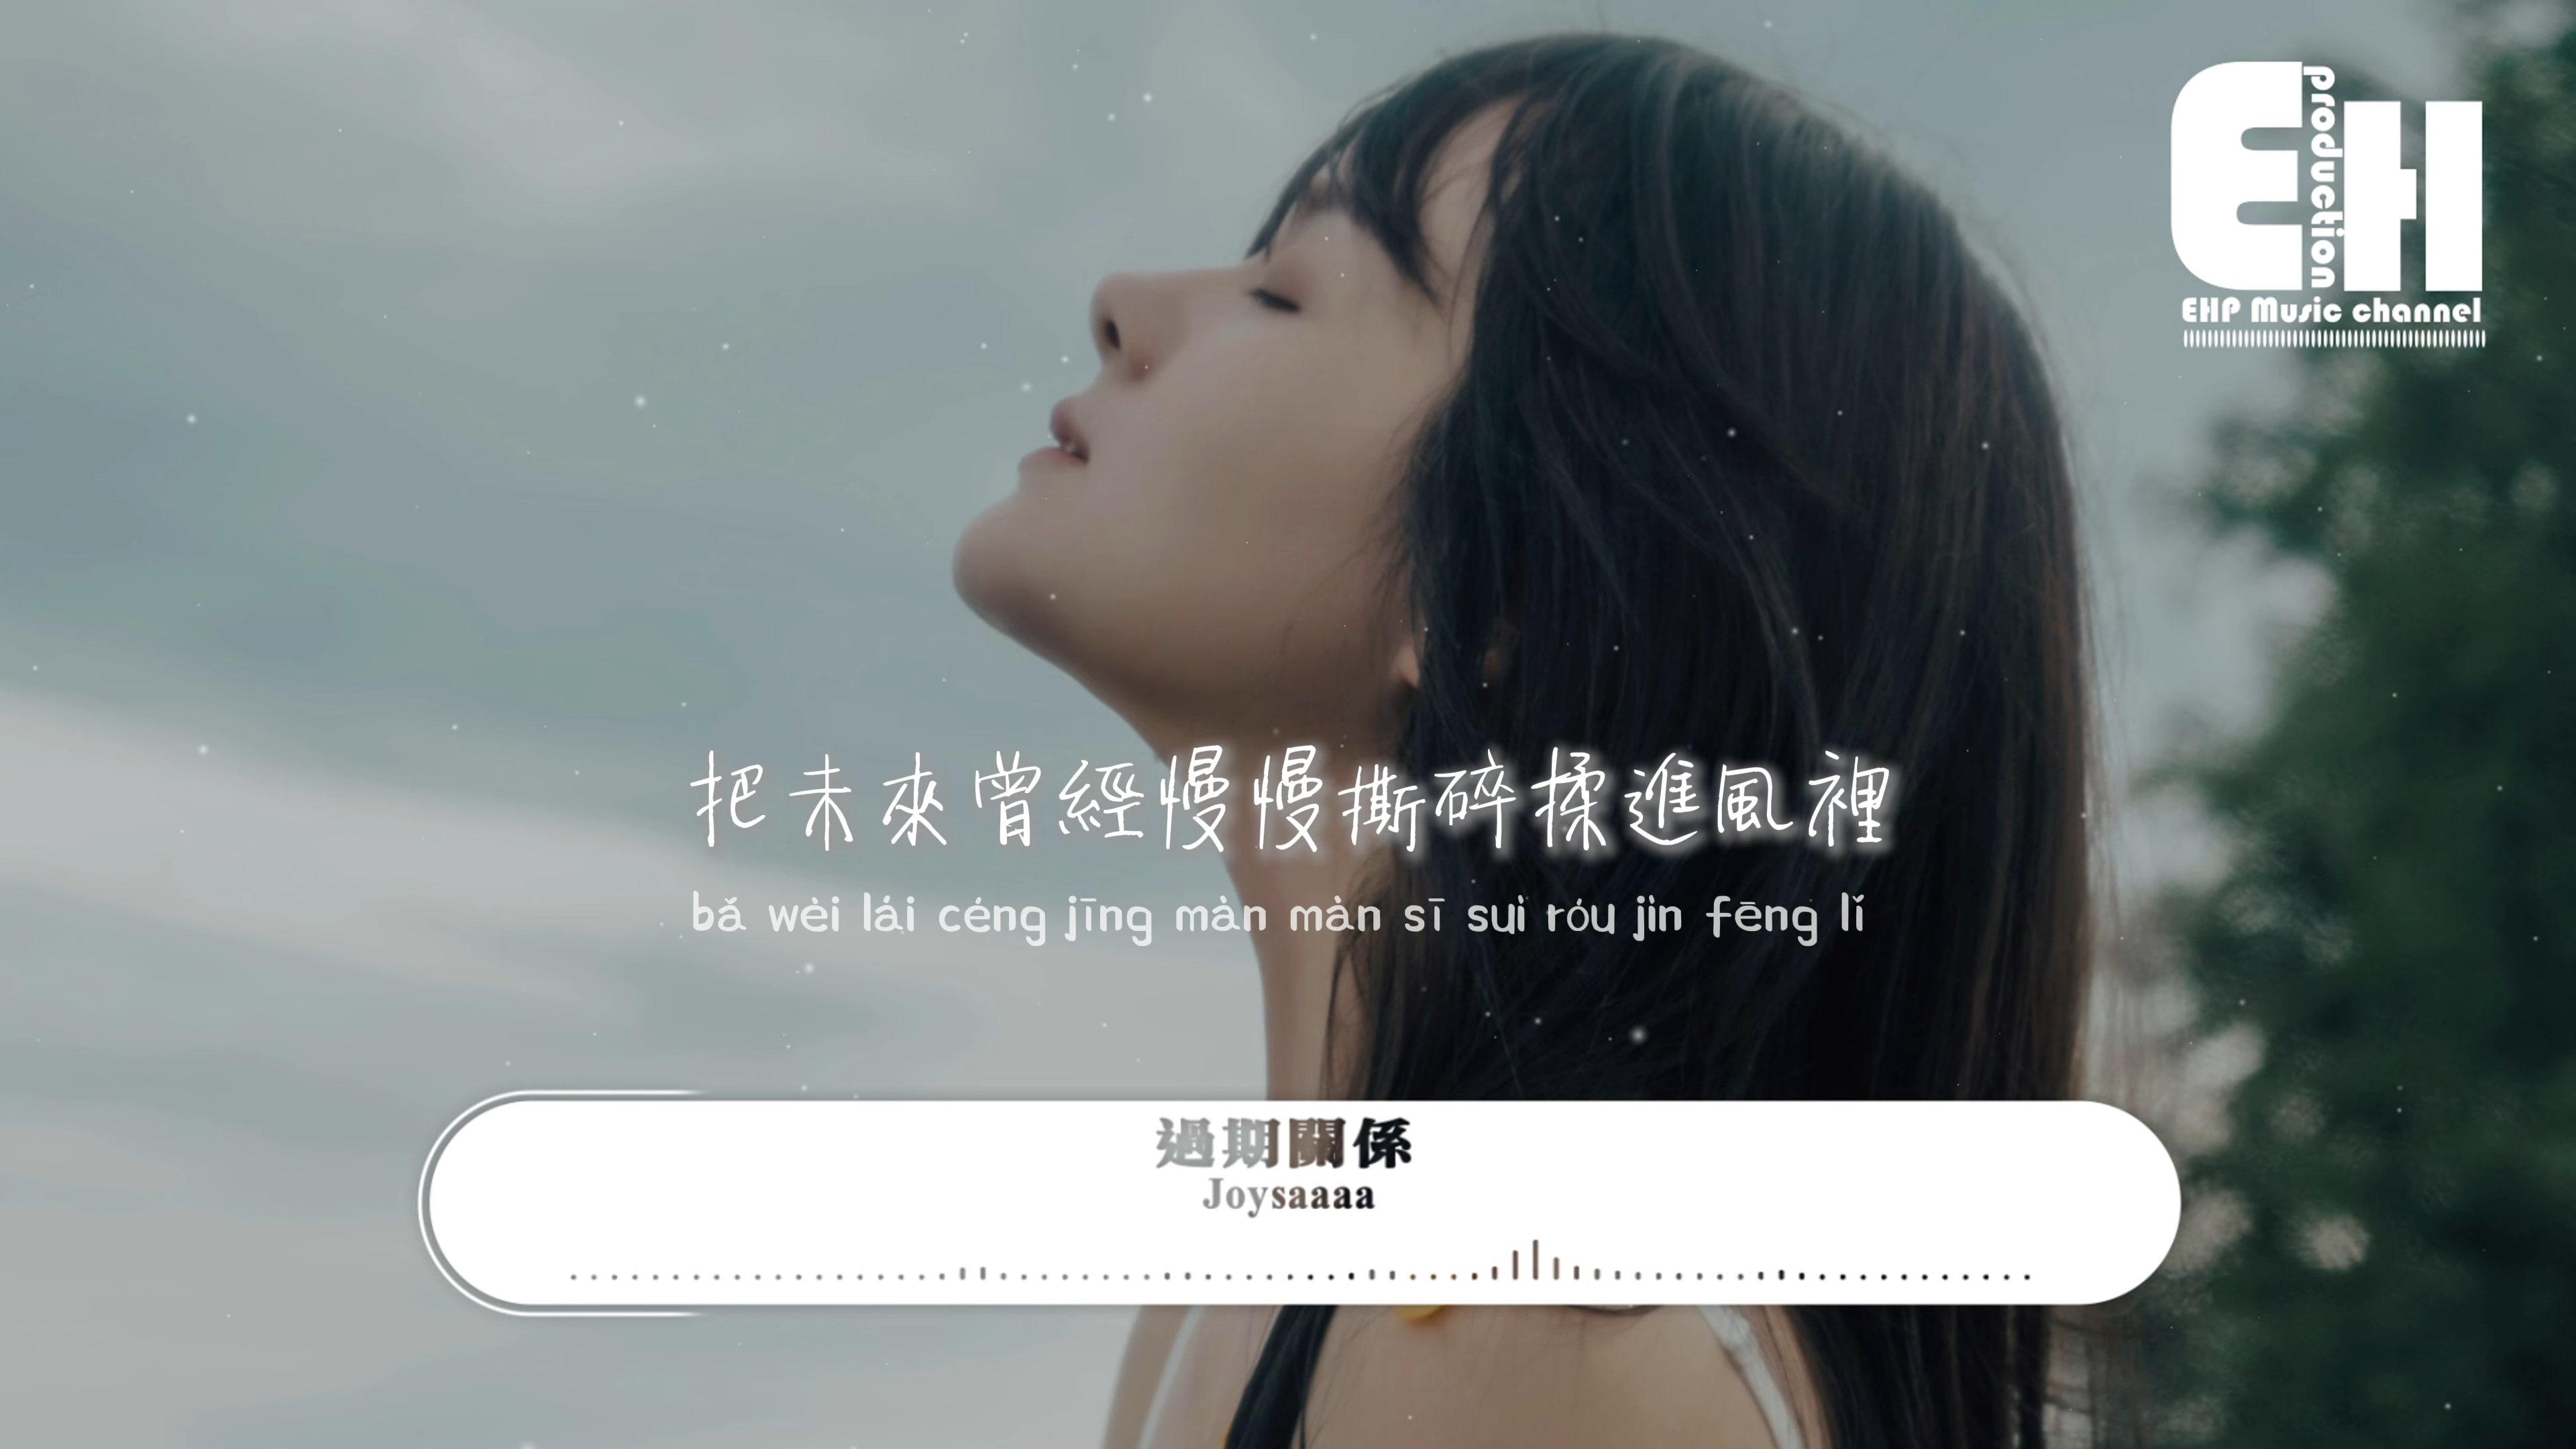 EH
production
EHP Music channel
把未來曾經慢慢撕碎揉進風裡
bǎ wèi lái céng jīng màn màn sī suì róu jìn fēng lǐ
過期關係
Joysaaaa